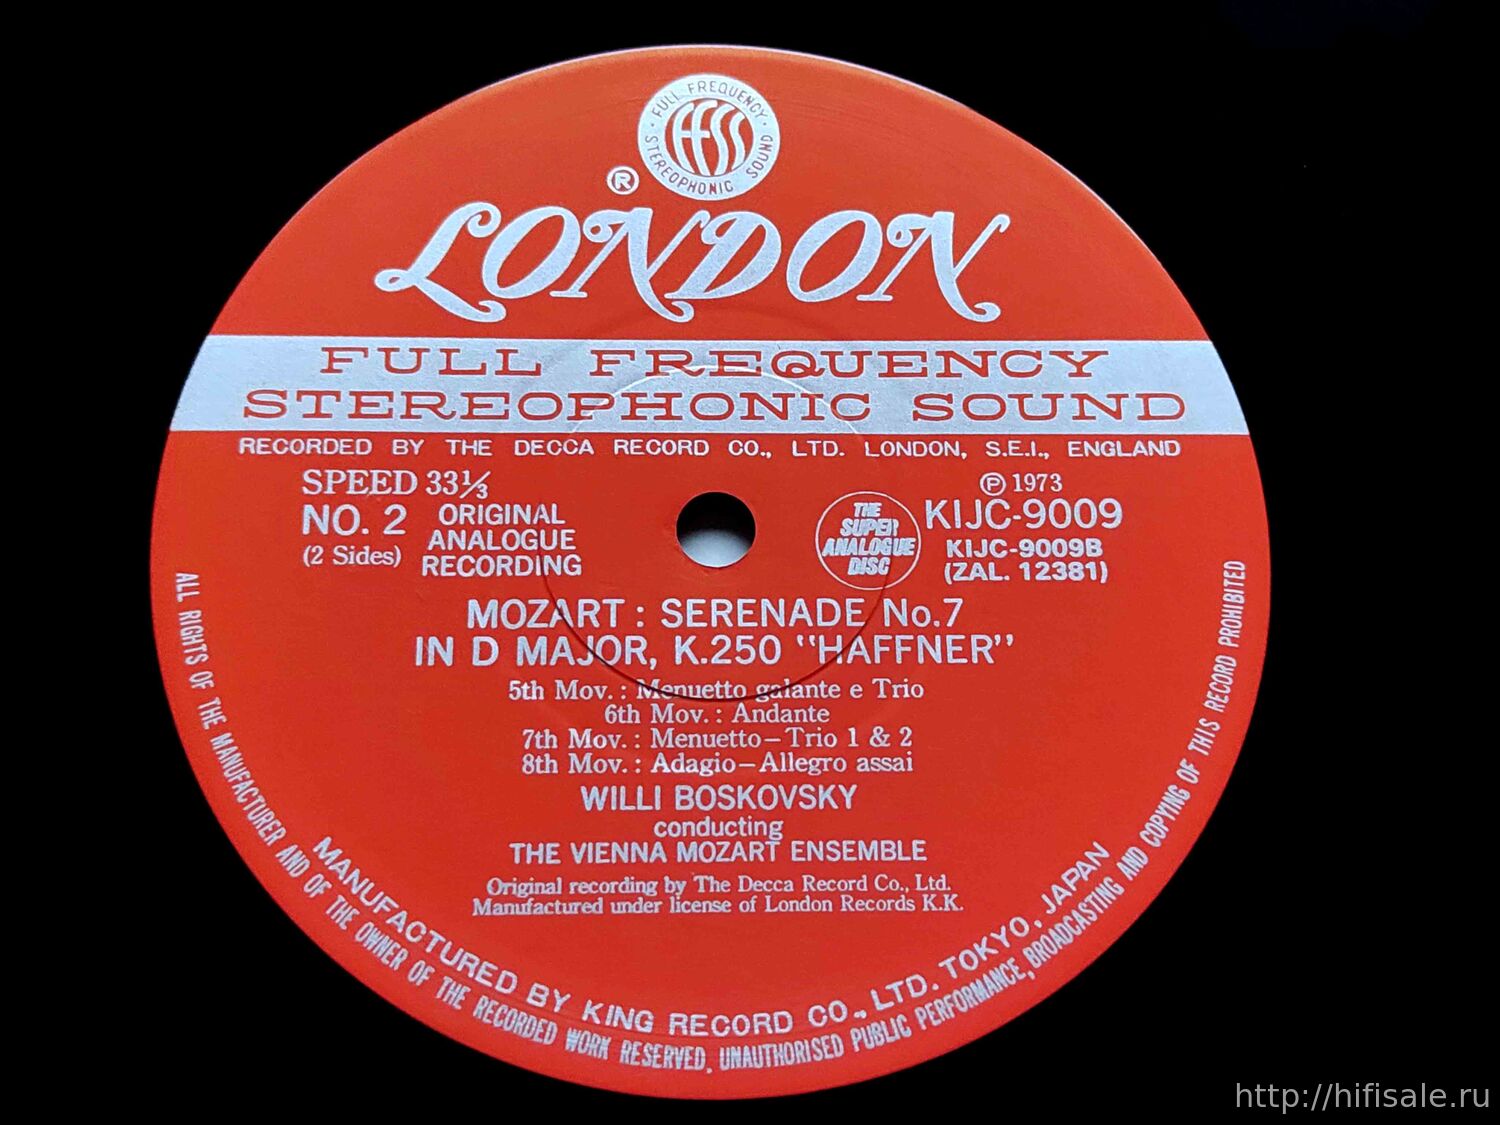 FULL FREQUENCY
ffss
STEREOPHONIC SOUND
®
LONDON
FULL FREQUENCY
STEREOPHONIC SOUND
RECORDED BY THE DECCA RECORD CO., LTD. LONDON, S.E.I., ENGLAND
SPEED 33⅓
NO. 2
(2 Sides)
ORIGINAL
ANALOGUE
RECORDING
THE
SUPER
ANALOGUE
DISC
℗ 1973
KIJC-9009
KIJC-9009B
(ZAL. 12381)
MOZART : SERENADE No.7
IN D MAJOR, K.250 "HAFFNER"
5th Mov. : Menuetto galante e Trio
6th Mov. : Andante
7th Mov. : Menuetto–Trio 1 & 2
8th Mov. : Adagio–Allegro assai
WILLI BOSKOVSKY
conducting
THE VIENNA MOZART ENSEMBLE
Original recording by The Decca Record Co., Ltd.
Manufactured under license of London Records K.K.
MANUFACTURED BY KING RECORD CO., LTD. TOKYO, JAPAN
ALL RIGHTS OF THE MANUFACTURER AND OF THE OWNER OF THE RECORDED WORK RESERVED. UNAUTHORISED PUBLIC PERFORMANCE, BROADCASTING AND COPYING OF THIS RECORD PROHIBITED
http://hifisale.ru